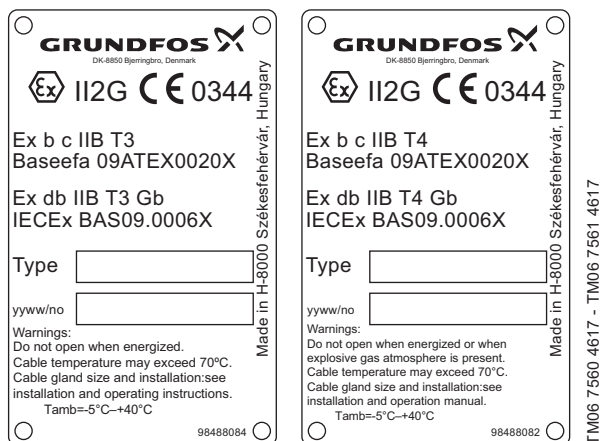 GRUNDFOS
DK-8850 Bjerringbro, Denmark
Ex II2G CE 0344
Ex b c IIB T3
Baseefa 09ATEX0020X
Ex db IIB T3 Gb
IECEx BAS09.0006X
Type
yyww/no
Warnings:
Do not open when energized.
Cable temperature may exceed 70ºC.
Cable gland size and installation:see
installation and operating instructions.
Tamb=-5°C–+40°C
98488084
Made in H-8000 Székesfehérvár, Hungary
GRUNDFOS
DK-8850 Bjerringbro, Denmark
Ex II2G CE 0344
Ex b c IIB T4
Baseefa 09ATEX0020X
Ex db IIB T4 Gb
IECEx BAS09.0006X
Type
yyww/no
Warnings:
Do not open when energized or when
explosive gas atmosphere is present.
Cable temperature may exceed 70°C.
Cable gland size and installation:see
installation and operation manual.
Tamb=-5°C–+40°C
98488082
Made in H-8000 Székesfehérvár, Hungary
TM06 7560 4617 - TM06 7561 4617